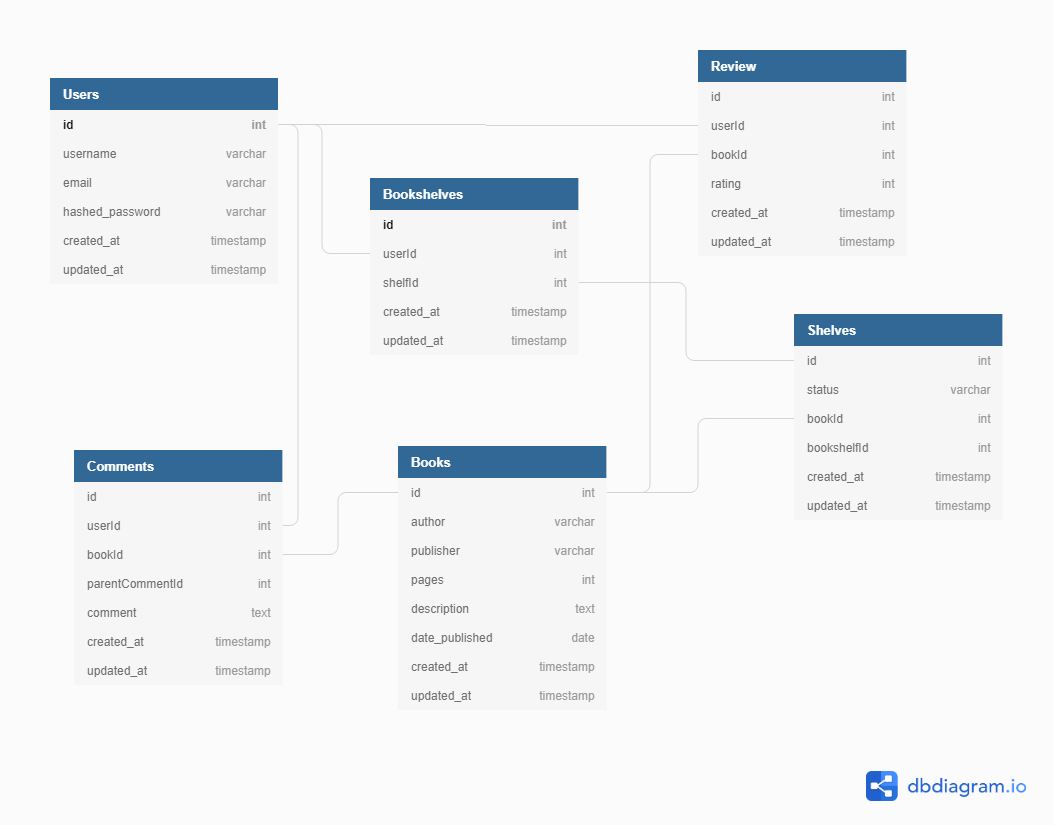 Users
id int
username varchar
email varchar
hashed_password varchar
created_at timestamp
updated_at timestamp
Review
id int
userId int
bookId int
rating int
created_at timestamp
updated_at timestamp
Bookshelves
id int
userId int
shelfId int
created_at timestamp
updated_at timestamp
Shelves
id int
status varchar
bookId int
bookshelfId int
created_at timestamp
updated_at timestamp
Comments
id int
userId int
bookId int
parentCommentId int
comment text
created_at timestamp
updated_at timestamp
Books
id int
author varchar
publisher varchar
pages int
description text
date_published date
created_at timestamp
updated_at timestamp
dbdiagram.io